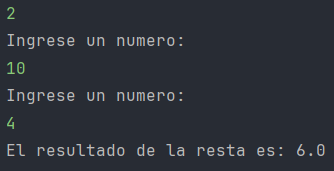 2
Ingrese un numero:
10
Ingrese un numero:
4
El resultado de la resta es: 6.0